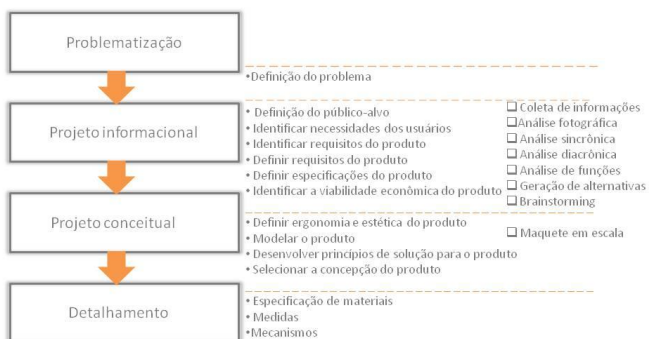 Problematização
•Definição do problema
Projeto informacional
• Definição do público-alvo
• Identificar necessidades dos usuários
• Identificar requisitos do produto
• Definir requisitos do produto
• Definir especificações do produto
• Identificar a viabilidade econômica do produto
❑ Coleta de informações
❑Análise fotográfica
❑ Análise sincrônica
❑ Análise diacrônica
❑ Análise de funções
❑ Geração de alternativas
❑ Brainstorming
Projeto conceitual
• Definir ergonomia e estética do produto
• Modelar o produto
• Desenvolver princípios de solução para o produto
• Selecionar a concepção do produto
❑ Maquete em escala
Detalhamento
• Especificação de materiais
• Medidas
•Mecanismos